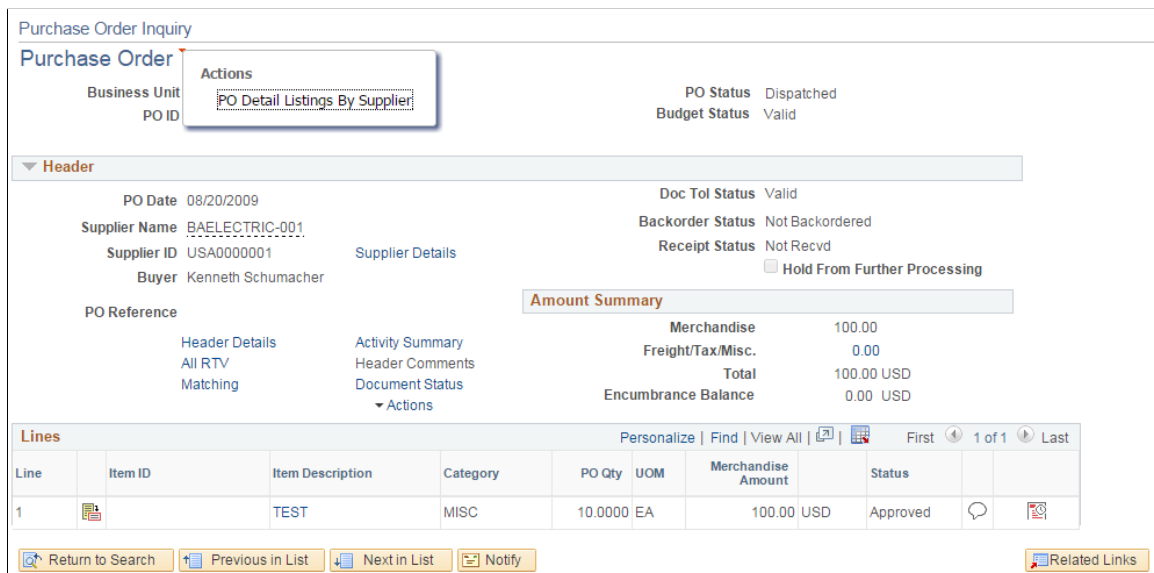 Purchase Order Inquiry
Purchase Order
Actions
PO Detail Listings By Supplier
Business Unit
PO ID
PO Status Dispatched
Budget Status Valid
Header
PO Date 08/20/2009
Supplier Name BAELECTRIC-001
Supplier ID USA0000001 Supplier Details
Buyer Kenneth Schumacher
PO Reference
Doc Tol Status Valid
Backorder Status Not Backordered
Receipt Status Not Recvd
Hold From Further Processing
Header Details Activity Summary
All RTV Header Comments
Matching Document Status
Actions
Amount Summary
Merchandise 100.00
Freight/Tax/Misc. 0.00
Total 100.00 USD
Encumbrance Balance 0.00 USD
Lines Personalize | Find | View All | | First 1 of 1 Last
Line Item ID Item Description Category PO Qty UOM Merchandise Amount Status
1 TEST MISC 10.0000 EA 100.00 USD Approved
Return to Search Previous in List Next in List Notify Related Links